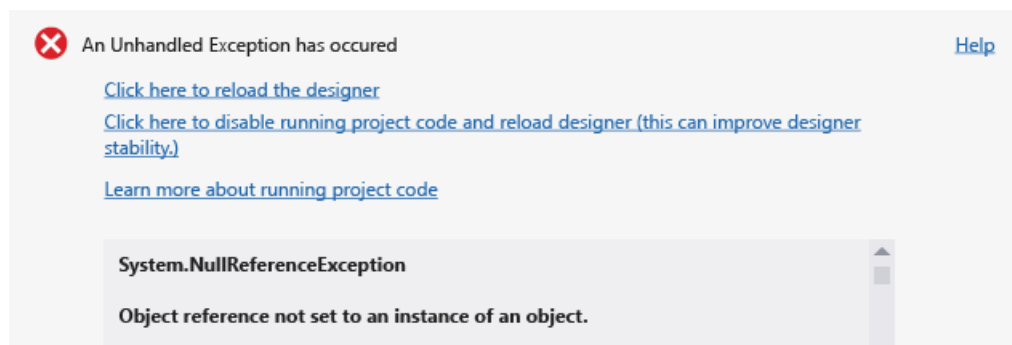 An Unhandled Exception has occured
Help
Click here to reload the designer
Click here to disable running project code and reload designer (this can improve designer
stability.)
Learn more about running project code
System.NullReferenceException
Object reference not set to an instance of an object.